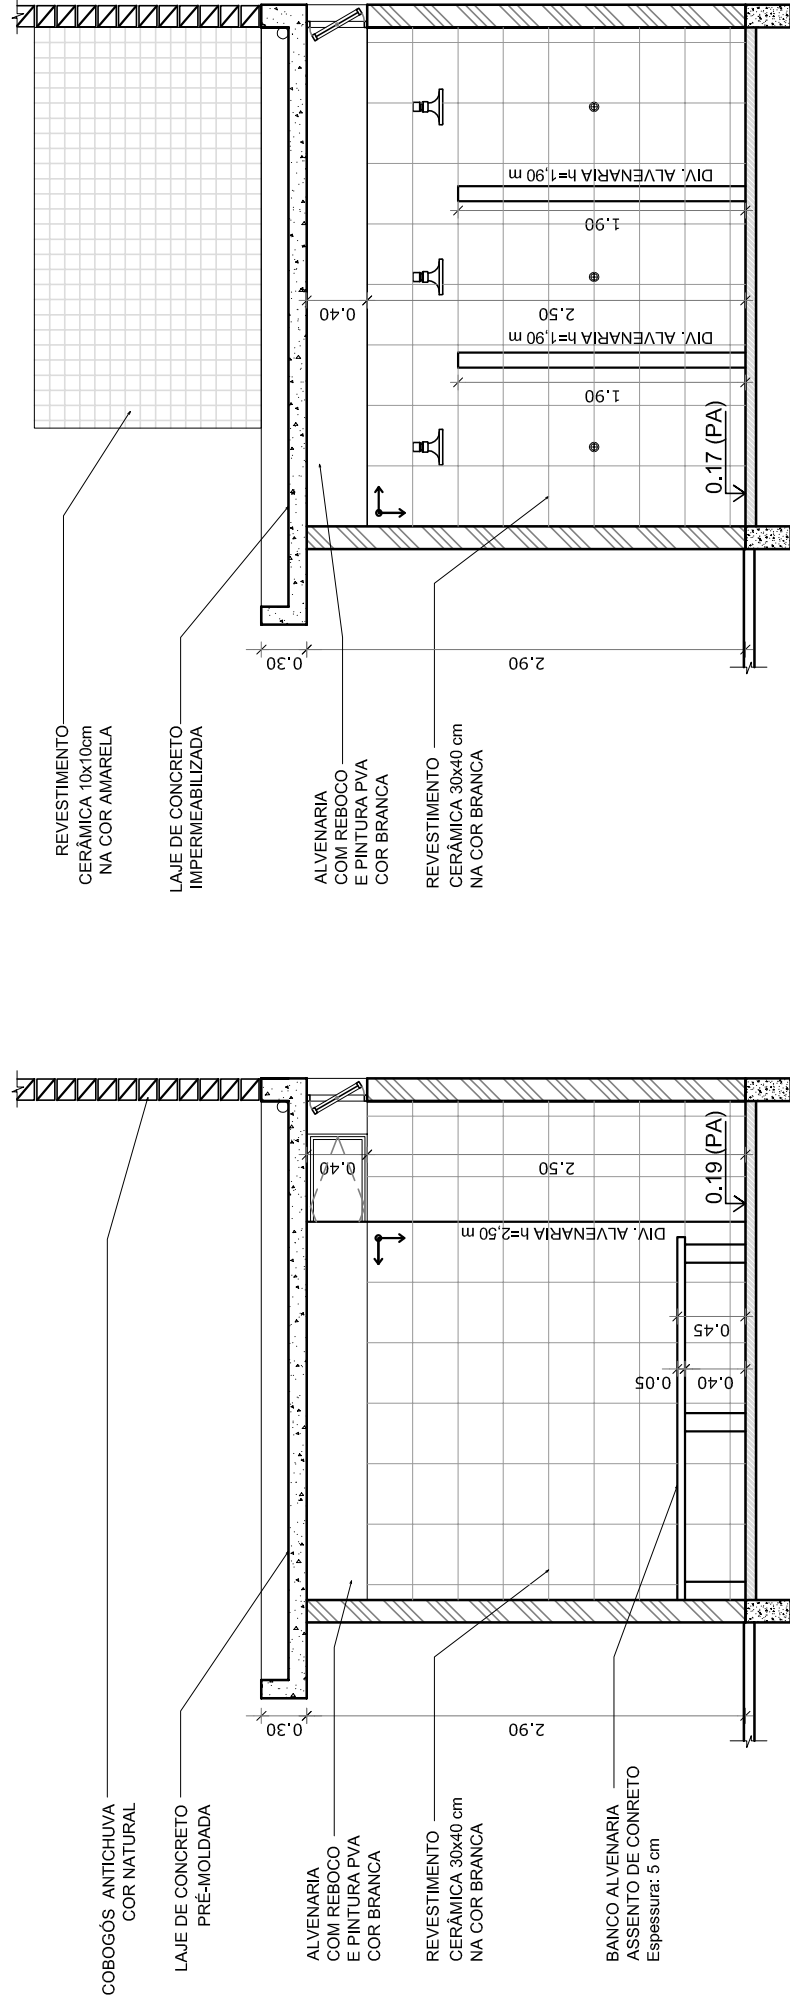 REVESTIMENTO
CERÂMICA 10x10cm
NA COR AMARELA
LAJE DE CONCRETO
IMPERMEABILIZADA
ALVENARIA
COM REBOCO
E PINTURA PVA
COR BRANCA
REVESTIMENTO
CERÂMICA 30x40 cm
NA COR BRANCA
0.30
2.90
0.40
2.50
DIV. ALVENARIA h=1,90 m
1.90
DIV. ALVENARIA h=1,90 m
1.90
0.17 (PA)
COBOGÓS ANTICHUVA
COR NATURAL
LAJE DE CONCRETO
PRÉ-MOLDADA
ALVENARIA
COM REBOCO
E PINTURA PVA
COR BRANCA
REVESTIMENTO
CERÂMICA 30x40 cm
NA COR BRANCA
BANCO ALVENARIA
ASSENTO DE CONRETO
Espessura: 5 cm
0.30
2.90
0.40
2.50
DIV. ALVENARIA h=2,50 m
0.19 (PA)
0.45
0.05
0.40